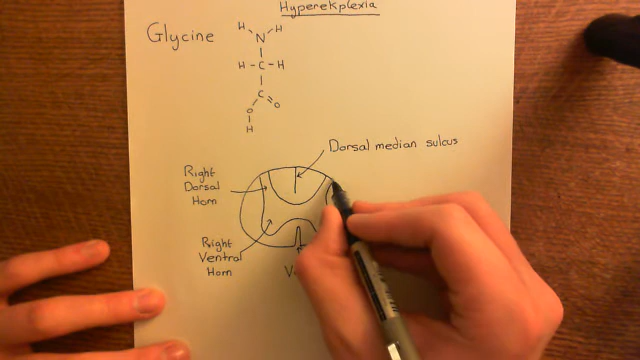 Hyperekplexia
Glycine
H H
N
H - C - H
C
O O
H
Dorsal median sulcus
Right
Dorsal
Horn
Right
Ventral
Horn
V